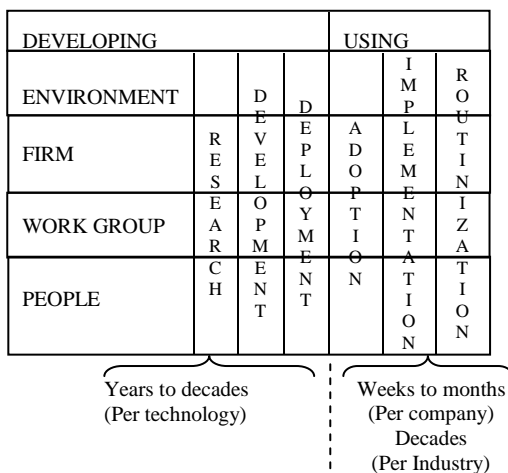 DEVELOPING USING
ENVIRONMENT
FIRM
WORK GROUP
PEOPLE
RESEARCH
DEVELOPMENT
DEPLOYMENT
ADOPTION
IMPLEMENTATION
ROUTINIZATION
Years to decades
(Per technology)
Weeks to months
(Per company)
Decades
(Per Industry)